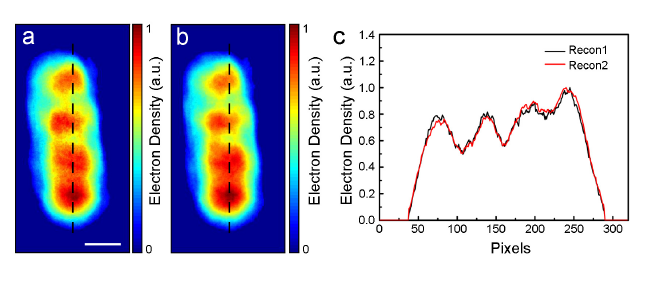 a
1
Electron Density (a.u.)
0
b
1
Electron Density (a.u.)
0
c
1.4
1.2
1.0
0.8
0.6
0.4
0.2
0.0
Electron Density (a.u.)
Recon1
Recon2
0 50 100 150 200 250 300
Pixels